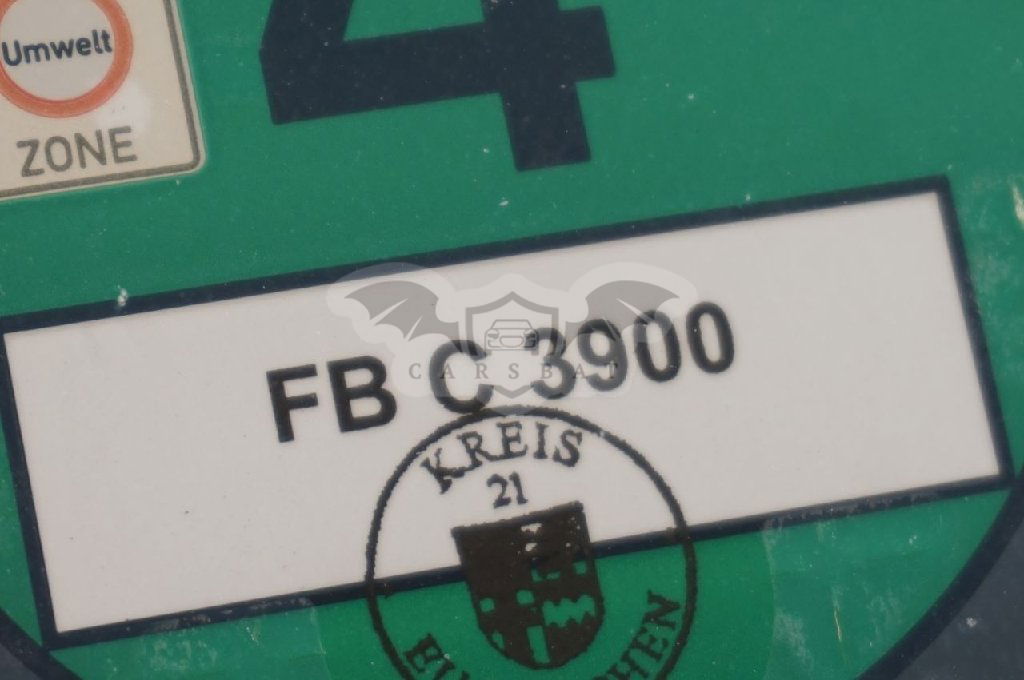 4
Umwelt
ZONE
FB C 3900
CARSBAT
KREIS
21